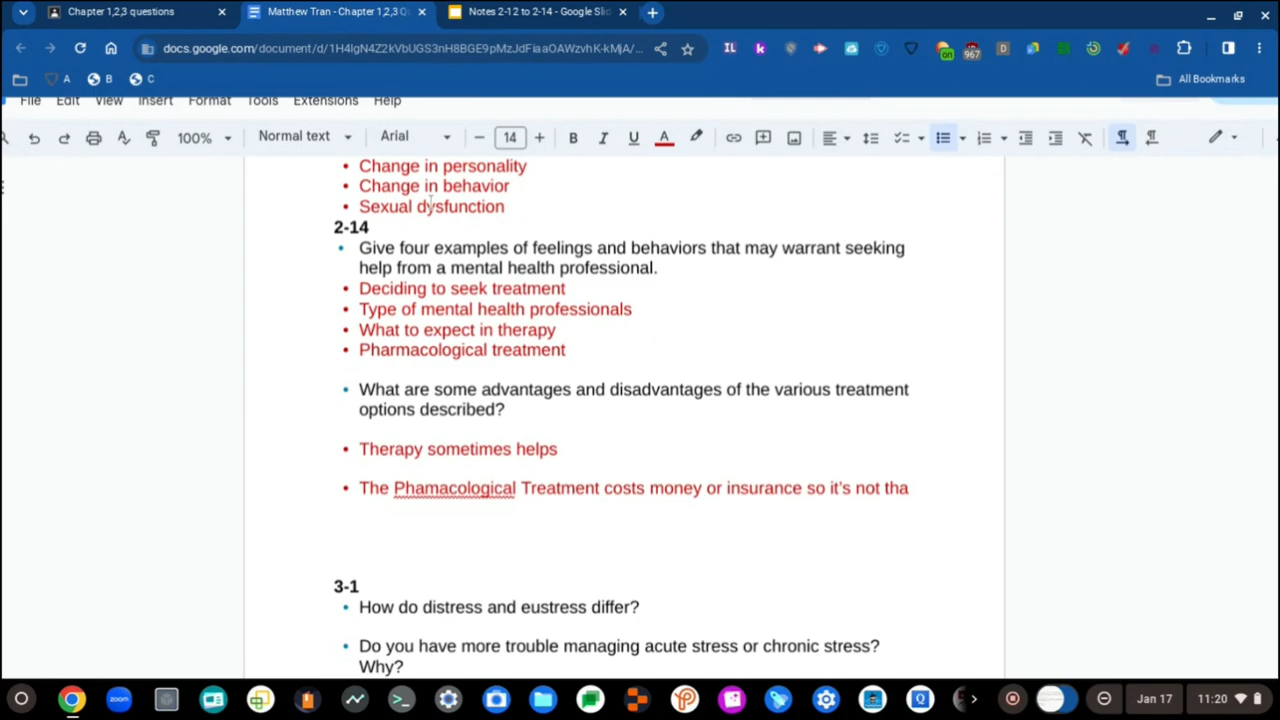 Chapter 1,2,3 questions
Matthew Tran - Chapter 1,2,3 Q
Notes 2-12 to 2-14 - Google Slid
docs.google.com/document/d/1H4lgN4Z2kVbUGS3nH8BGE9pMzJdFiaaOAWzvhK-kMjA/...
A
B
C
All Bookmarks
File Edit View Insert Format Tools Extensions Help
100% Normal text Arial 14
• Change in personality
• Change in behavior
• Sexual dysfunction
2-14
• Give four examples of feelings and behaviors that may warrant seeking
help from a mental health professional.
• Deciding to seek treatment
• Type of mental health professionals
• What to expect in therapy
• Pharmacological treatment
• What are some advantages and disadvantages of the various treatment
options described?
• Therapy sometimes helps
• The Phamacological Treatment costs money or insurance so it's not tha
3-1
• How do distress and eustress differ?
• Do you have more trouble managing acute stress or chronic stress?
Why?
zoom
Jan 17
11:20